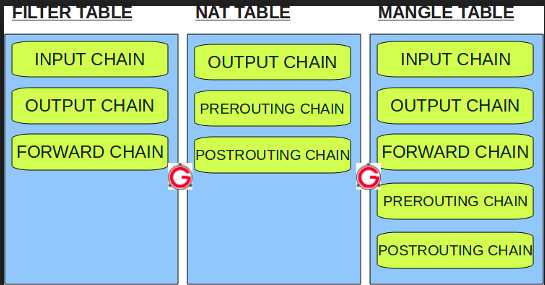 FILTER TABLE
INPUT CHAIN
OUTPUT CHAIN
FORWARD CHAIN
NAT TABLE
OUTPUT CHAIN
PREROUTING CHAIN
POSTROUTING CHAIN
MANGLE TABLE
INPUT CHAIN
OUTPUT CHAIN
FORWARD CHAIN
PREROUTING CHAIN
POSTROUTING CHAIN
G
G